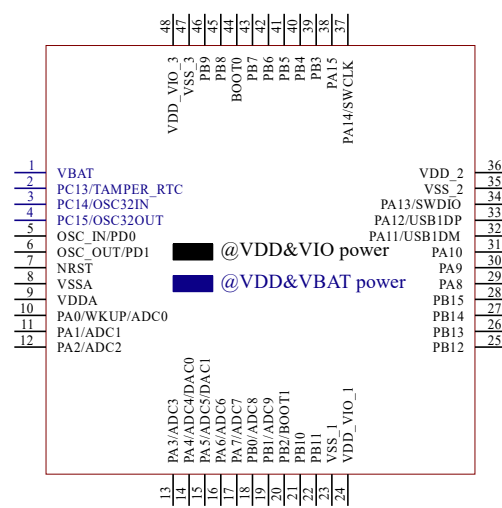 48 47 46 45 44 43 42 41 40 39 38 37
VDD_VIO_3
VSS_3
PB9
PB8
BOOT0
PB7
PB6
PB5
PB4
PB3
PA15
PA14/SWCLK
1 VBAT
2 PC13/TAMPER_RTC
3 PC14/OSC32IN
4 PC15/OSC32OUT
5 OSC_IN/PD0
6 OSC_OUT/PD1
7 NRST
8 VSSA
9 VDDA
10 PA0/WKUP/ADC0
11 PA1/ADC1
12 PA2/ADC2
@VDD&VIO power
@VDD&VBAT power
VDD_2 36
VSS_2 35
PA13/SWDIO 34
PA12/USB1DP 33
PA11/USB1DM 32
PA10 31
PA9 30
PA8 29
PB15 28
PB14 27
PB13 26
PB12 25
PA3/ADC3
PA4/ADC4/DAC0
PA5/ADC5/DAC1
PA6/ADC6
PA7/ADC7
PB0/ADC8
PB1/ADC9
PB2/BOOT1
PB10
PB11
VSS_1
VDD_VIO_1
13 14 15 16 17 18 19 20 21 22 23 24